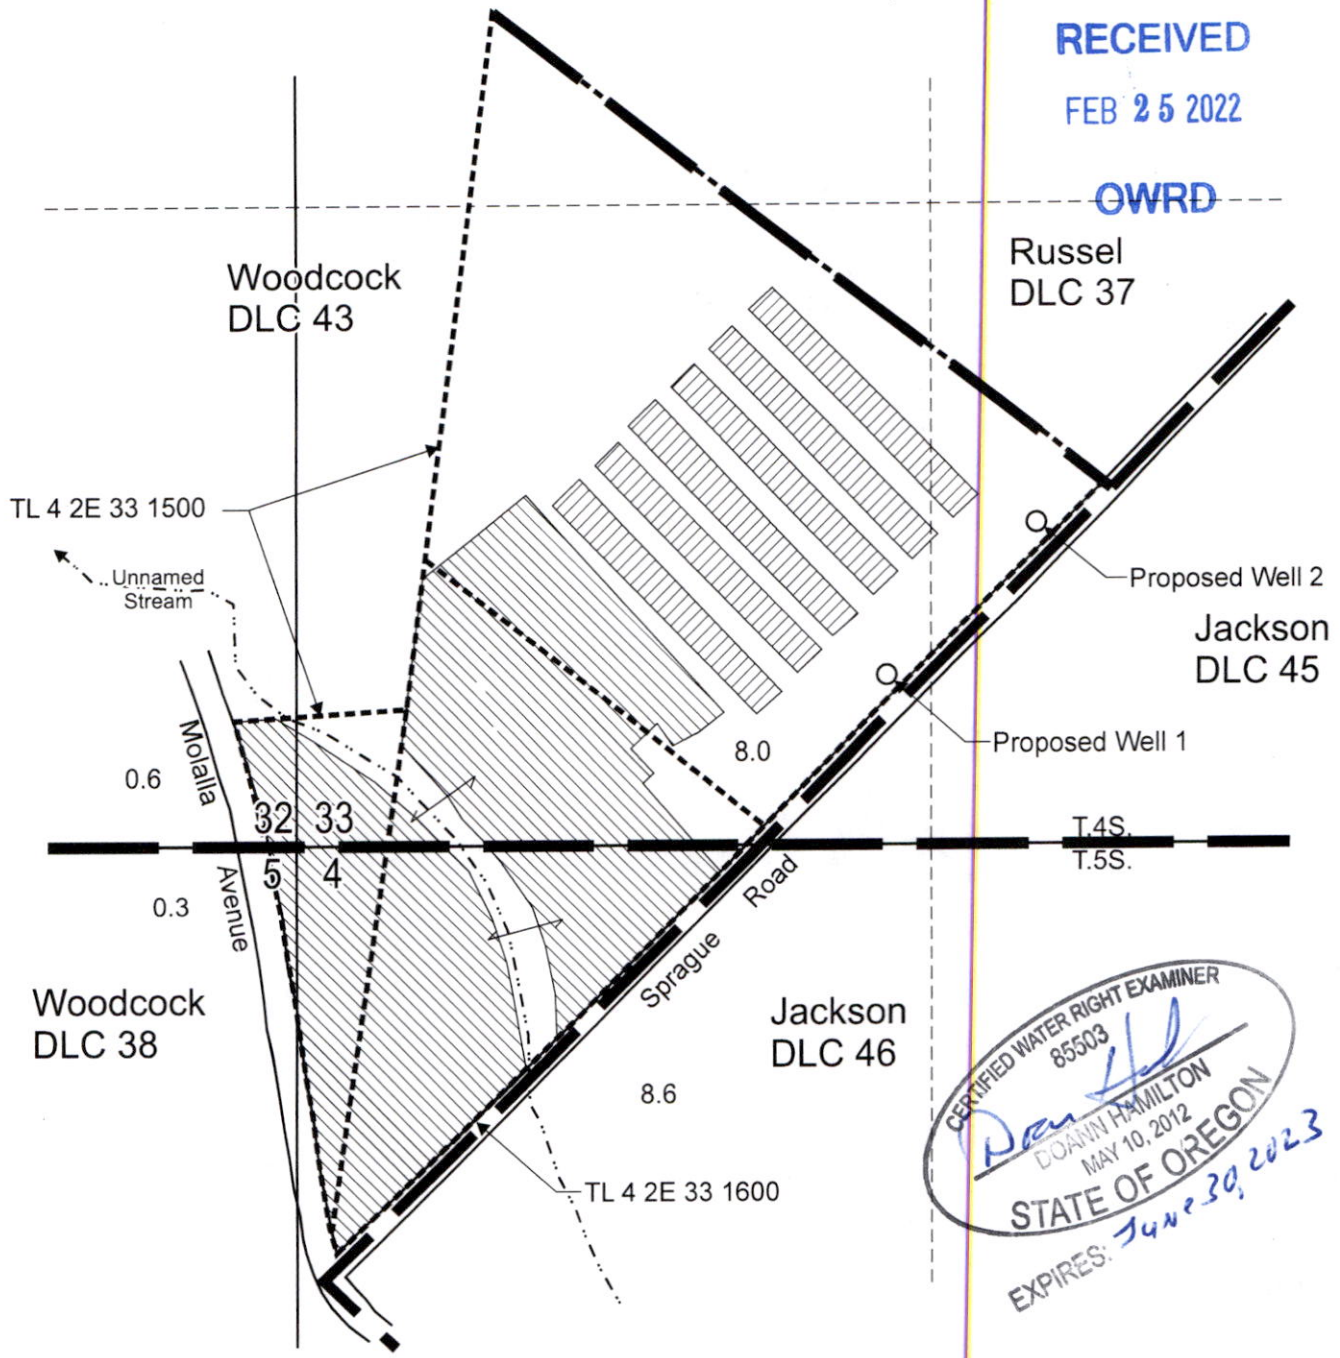 RECEIVED
FEB 25 2022
OWRD
Russel
DLC 37
Woodcock
DLC 43
TL 4 2E 33 1500
Unnamed
Stream
Proposed Well 2
Jackson
DLC 45
Proposed Well 1
8.0
Molalla
0.6
32 33
T.4S.
T.5S.
5 4
Avenue
0.3
Road
Sprague
Woodcock
DLC 38
Jackson
DLC 46
8.6
TL 4 2E 33 1600
CERTIFIED WATER RIGHT EXAMINER
85503
DOANN HAMILTON
MAY 10, 2012
STATE OF OREGON
EXPIRES: June 30, 2023